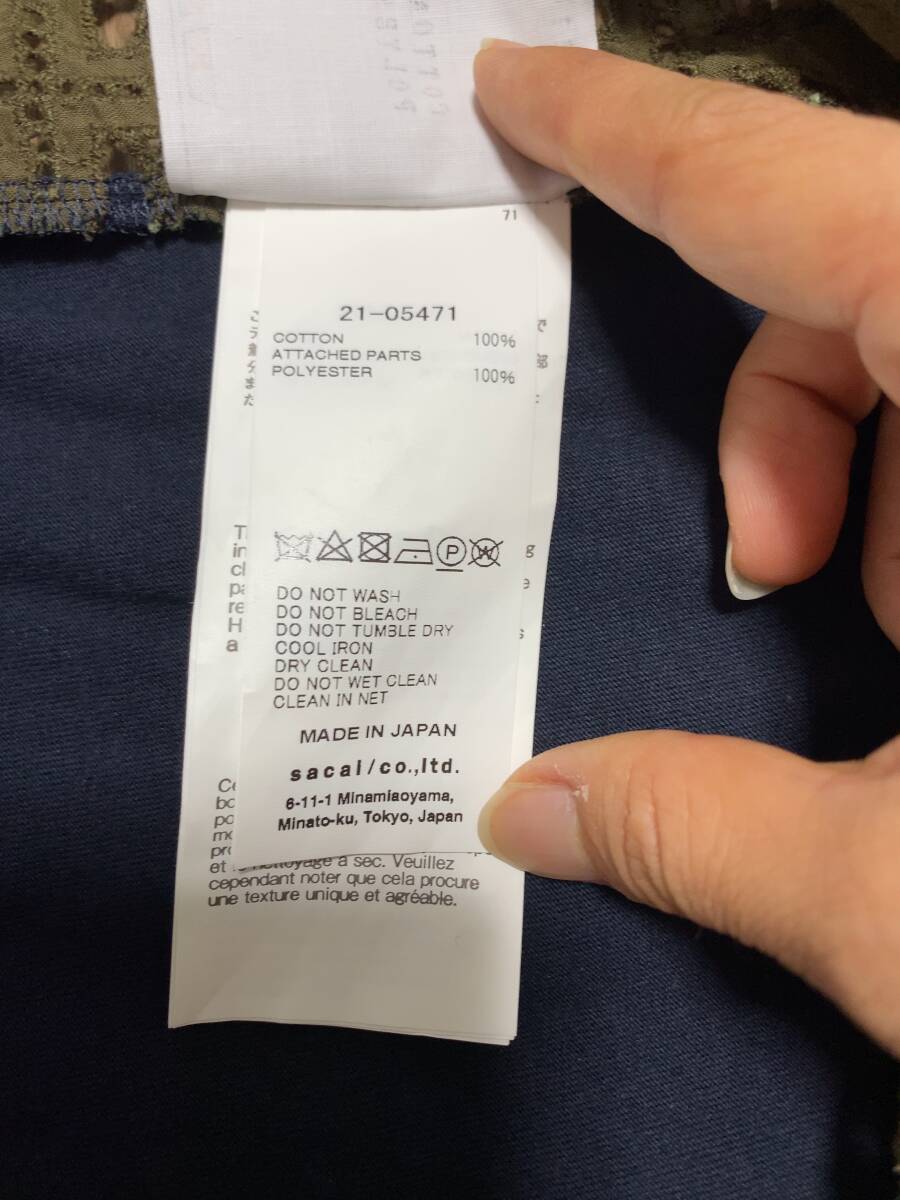 71
21-05471
COTTON 100%
ATTACHED PARTS
POLYESTER 100%
P
W
DO NOT WASH
DO NOT BLEACH
DO NOT TUMBLE DRY
COOL IRON
DRY CLEAN
DO NOT WET CLEAN
CLEAN IN NET
MADE IN JAPAN
sacai/co.,ltd.
6-11-1 Minamiaoyama,
Minato-ku, Tokyo, Japan
et nettoyage à sec. Veuillez
cependant noter que cela procure
une texture unique et agréable.